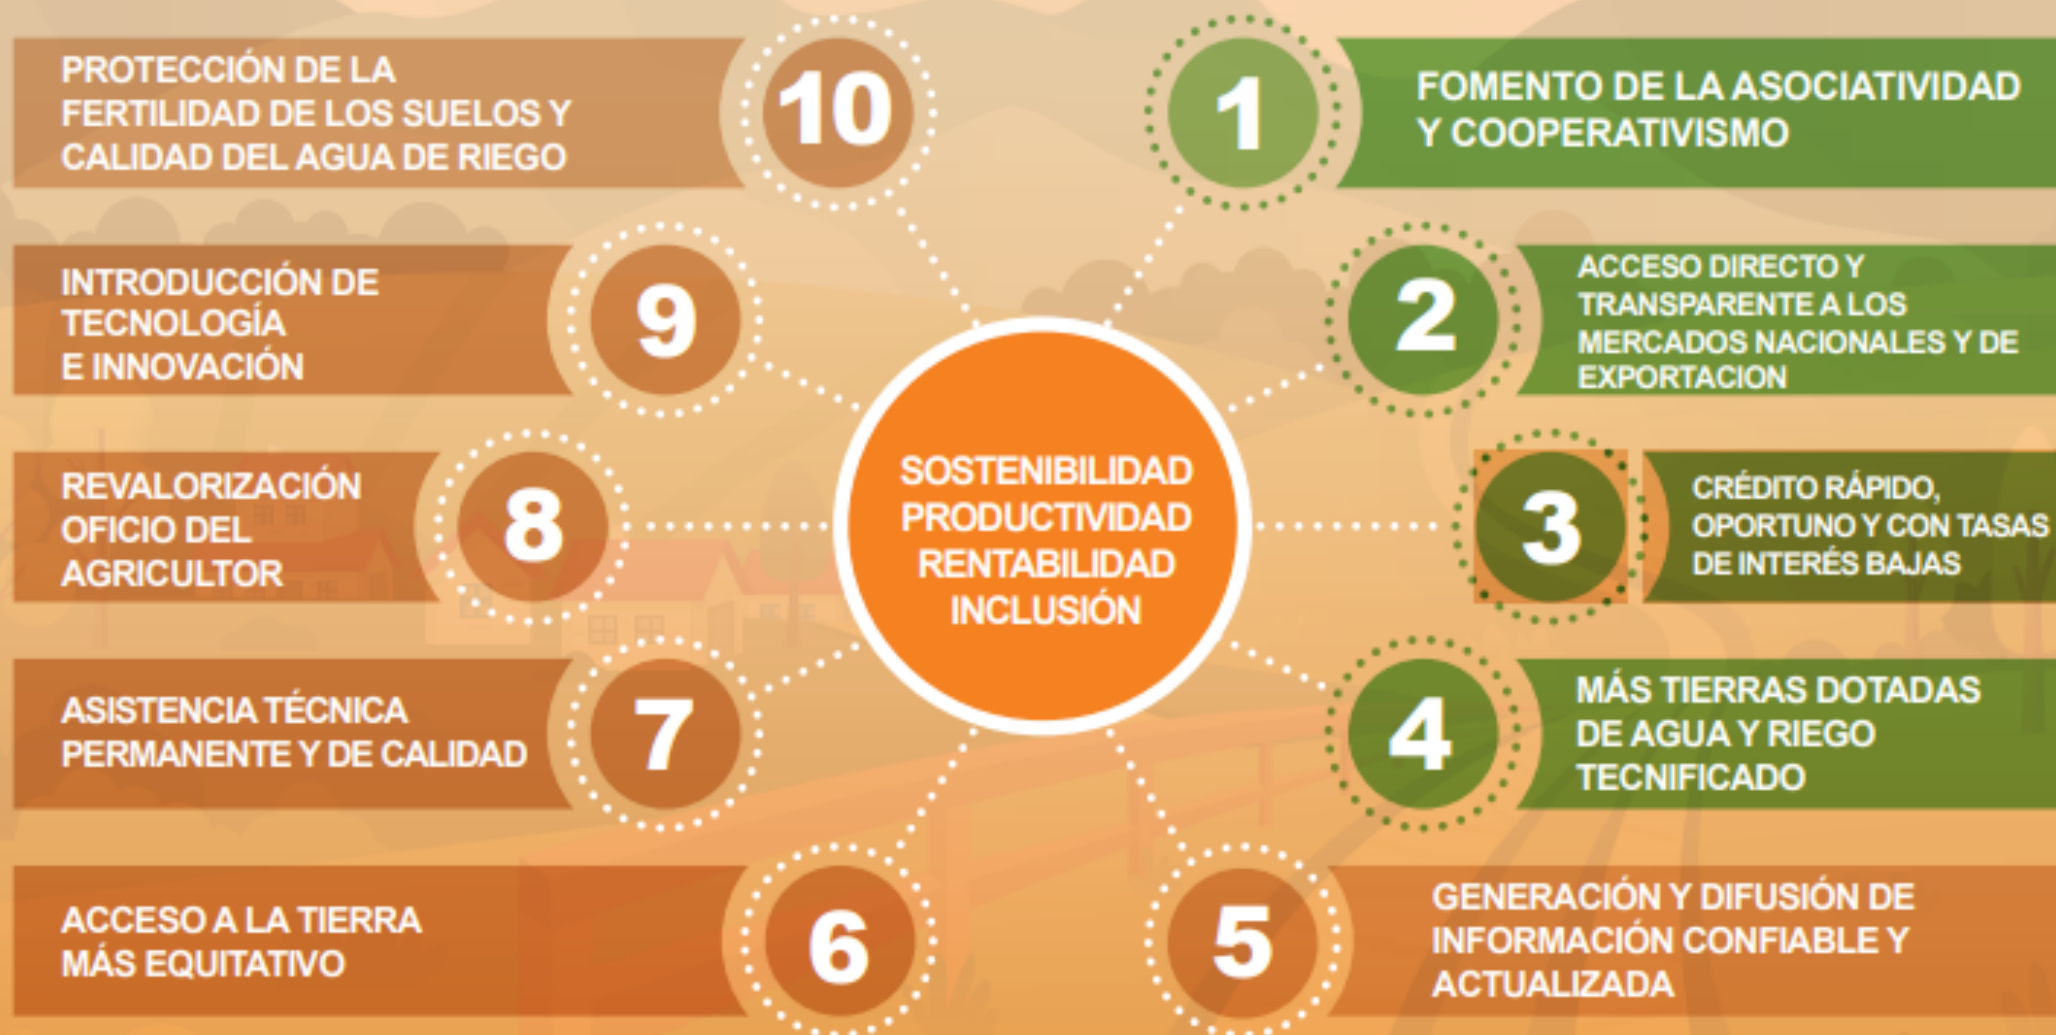 1
FOMENTO DE LA ASOCIATIVIDAD
Y COOPERATIVISMO
2
ACCESO DIRECTO Y
TRANSPARENTE A LOS
MERCADOS NACIONALES Y DE
EXPORTACION
3
CRÉDITO RÁPIDO,
OPORTUNO Y CON TASAS
DE INTERÉS BAJAS
4
MÁS TIERRAS DOTADAS
DE AGUA Y RIEGO
TECNIFICADO
5
GENERACIÓN Y DIFUSIÓN DE
INFORMACIÓN CONFIABLE Y
ACTUALIZADA
6
ACCESO A LA TIERRA
MÁS EQUITATIVO
7
ASISTENCIA TÉCNICA
PERMANENTE Y DE CALIDAD
8
REVALORIZACIÓN
OFICIO DEL
AGRICULTOR
9
INTRODUCCIÓN DE
TECNOLOGÍA
E INNOVACIÓN
10
PROTECCIÓN DE LA
FERTILIDAD DE LOS SUELOS Y
CALIDAD DEL AGUA DE RIEGO
SOSTENIBILIDAD
PRODUCTIVIDAD
RENTABILIDAD
INCLUSIÓN